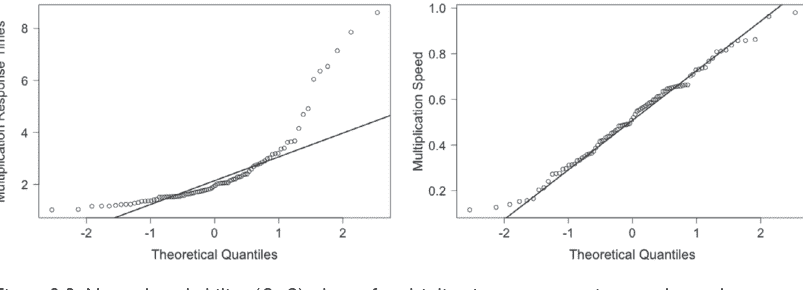 Multiplication Response Times
8
6
4
2
-2 -1 0 1 2
Theoretical Quantiles
Multiplication Speed
1.0
0.8
0.6
0.4
0.2
-2 -1 0 1 2
Theoretical Quantiles